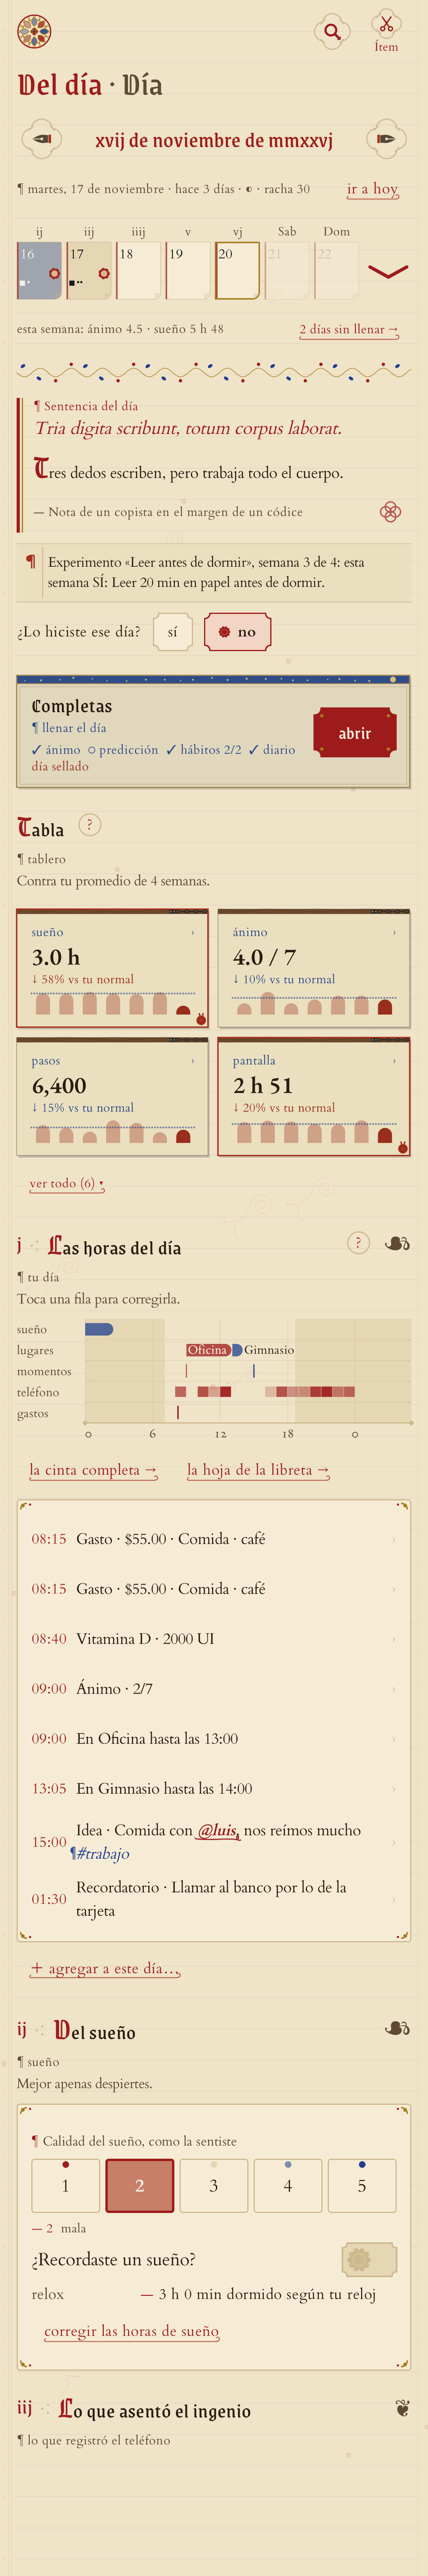 Ítem
Del día · Día
xvij de noviembre de mmxxvj
¶ martes, 17 de noviembre · hace 3 días · racha 30
ir a hoy
ij iij iiij v vj Sab Dom
16 17 18 19 20 21 22
esta semana: ánimo 4.5 · sueño 5 h 48
2 días sin llenar →
¶ Sentencia del día
Tria digita scribunt, totum corpus laborat.
Tres dedos escriben, pero trabaja todo el cuerpo.
— Nota de un copista en el margen de un códice
¶ Experimento «Leer antes de dormir», semana 3 de 4: esta
semana SÍ: Leer 20 min en papel antes de dormir.
¿Lo hiciste ese día? sí no
Completas
¶ llenar el día
✓ ánimo ○ predicción ✓ hábitos 2/2 ✓ diario
día sellado
abrir
Tabla ?
¶ tablero
Contra tu promedio de 4 semanas.
sueño ›
3.0 h
↓ 58% vs tu normal
ánimo ›
4.0 / 7
↓ 10% vs tu normal
pasos ›
6,400
↓ 15% vs tu normal
pantalla ›
2 h 51
↓ 20% vs tu normal
ver todo (6) ▾
j Las horas del día ?
¶ tu día
Toca una fila para corregirla.
sueño
lugares Oficina Gimnasio
momentos
teléfono
gastos
0 6 12 18 0
la cinta completa → la hoja de la libreta →
08:15 Gasto · $55.00 · Comida · café ›
08:15 Gasto · $55.00 · Comida · café ›
08:40 Vitamina D · 2000 UI ›
09:00 Ánimo · 2/7 ›
09:00 En Oficina hasta las 13:00 ›
13:05 En Gimnasio hasta las 14:00 ›
15:00 Idea · Comida con @luis, nos reímos mucho ›
¶#trabajo
01:30 Recordatorio · Llamar al banco por lo de la ›
tarjeta
+ agregar a este día…
ij Del sueño
¶ sueño
Mejor apenas despiertes.
¶ Calidad del sueño, como la sentiste
1 2 3 4 5
— 2 mala
¿Recordaste un sueño?
relox — 3 h 0 min dormido según tu reloj
corregir las horas de sueño
iij Lo que asentó el ingenio
¶ lo que registró el teléfono